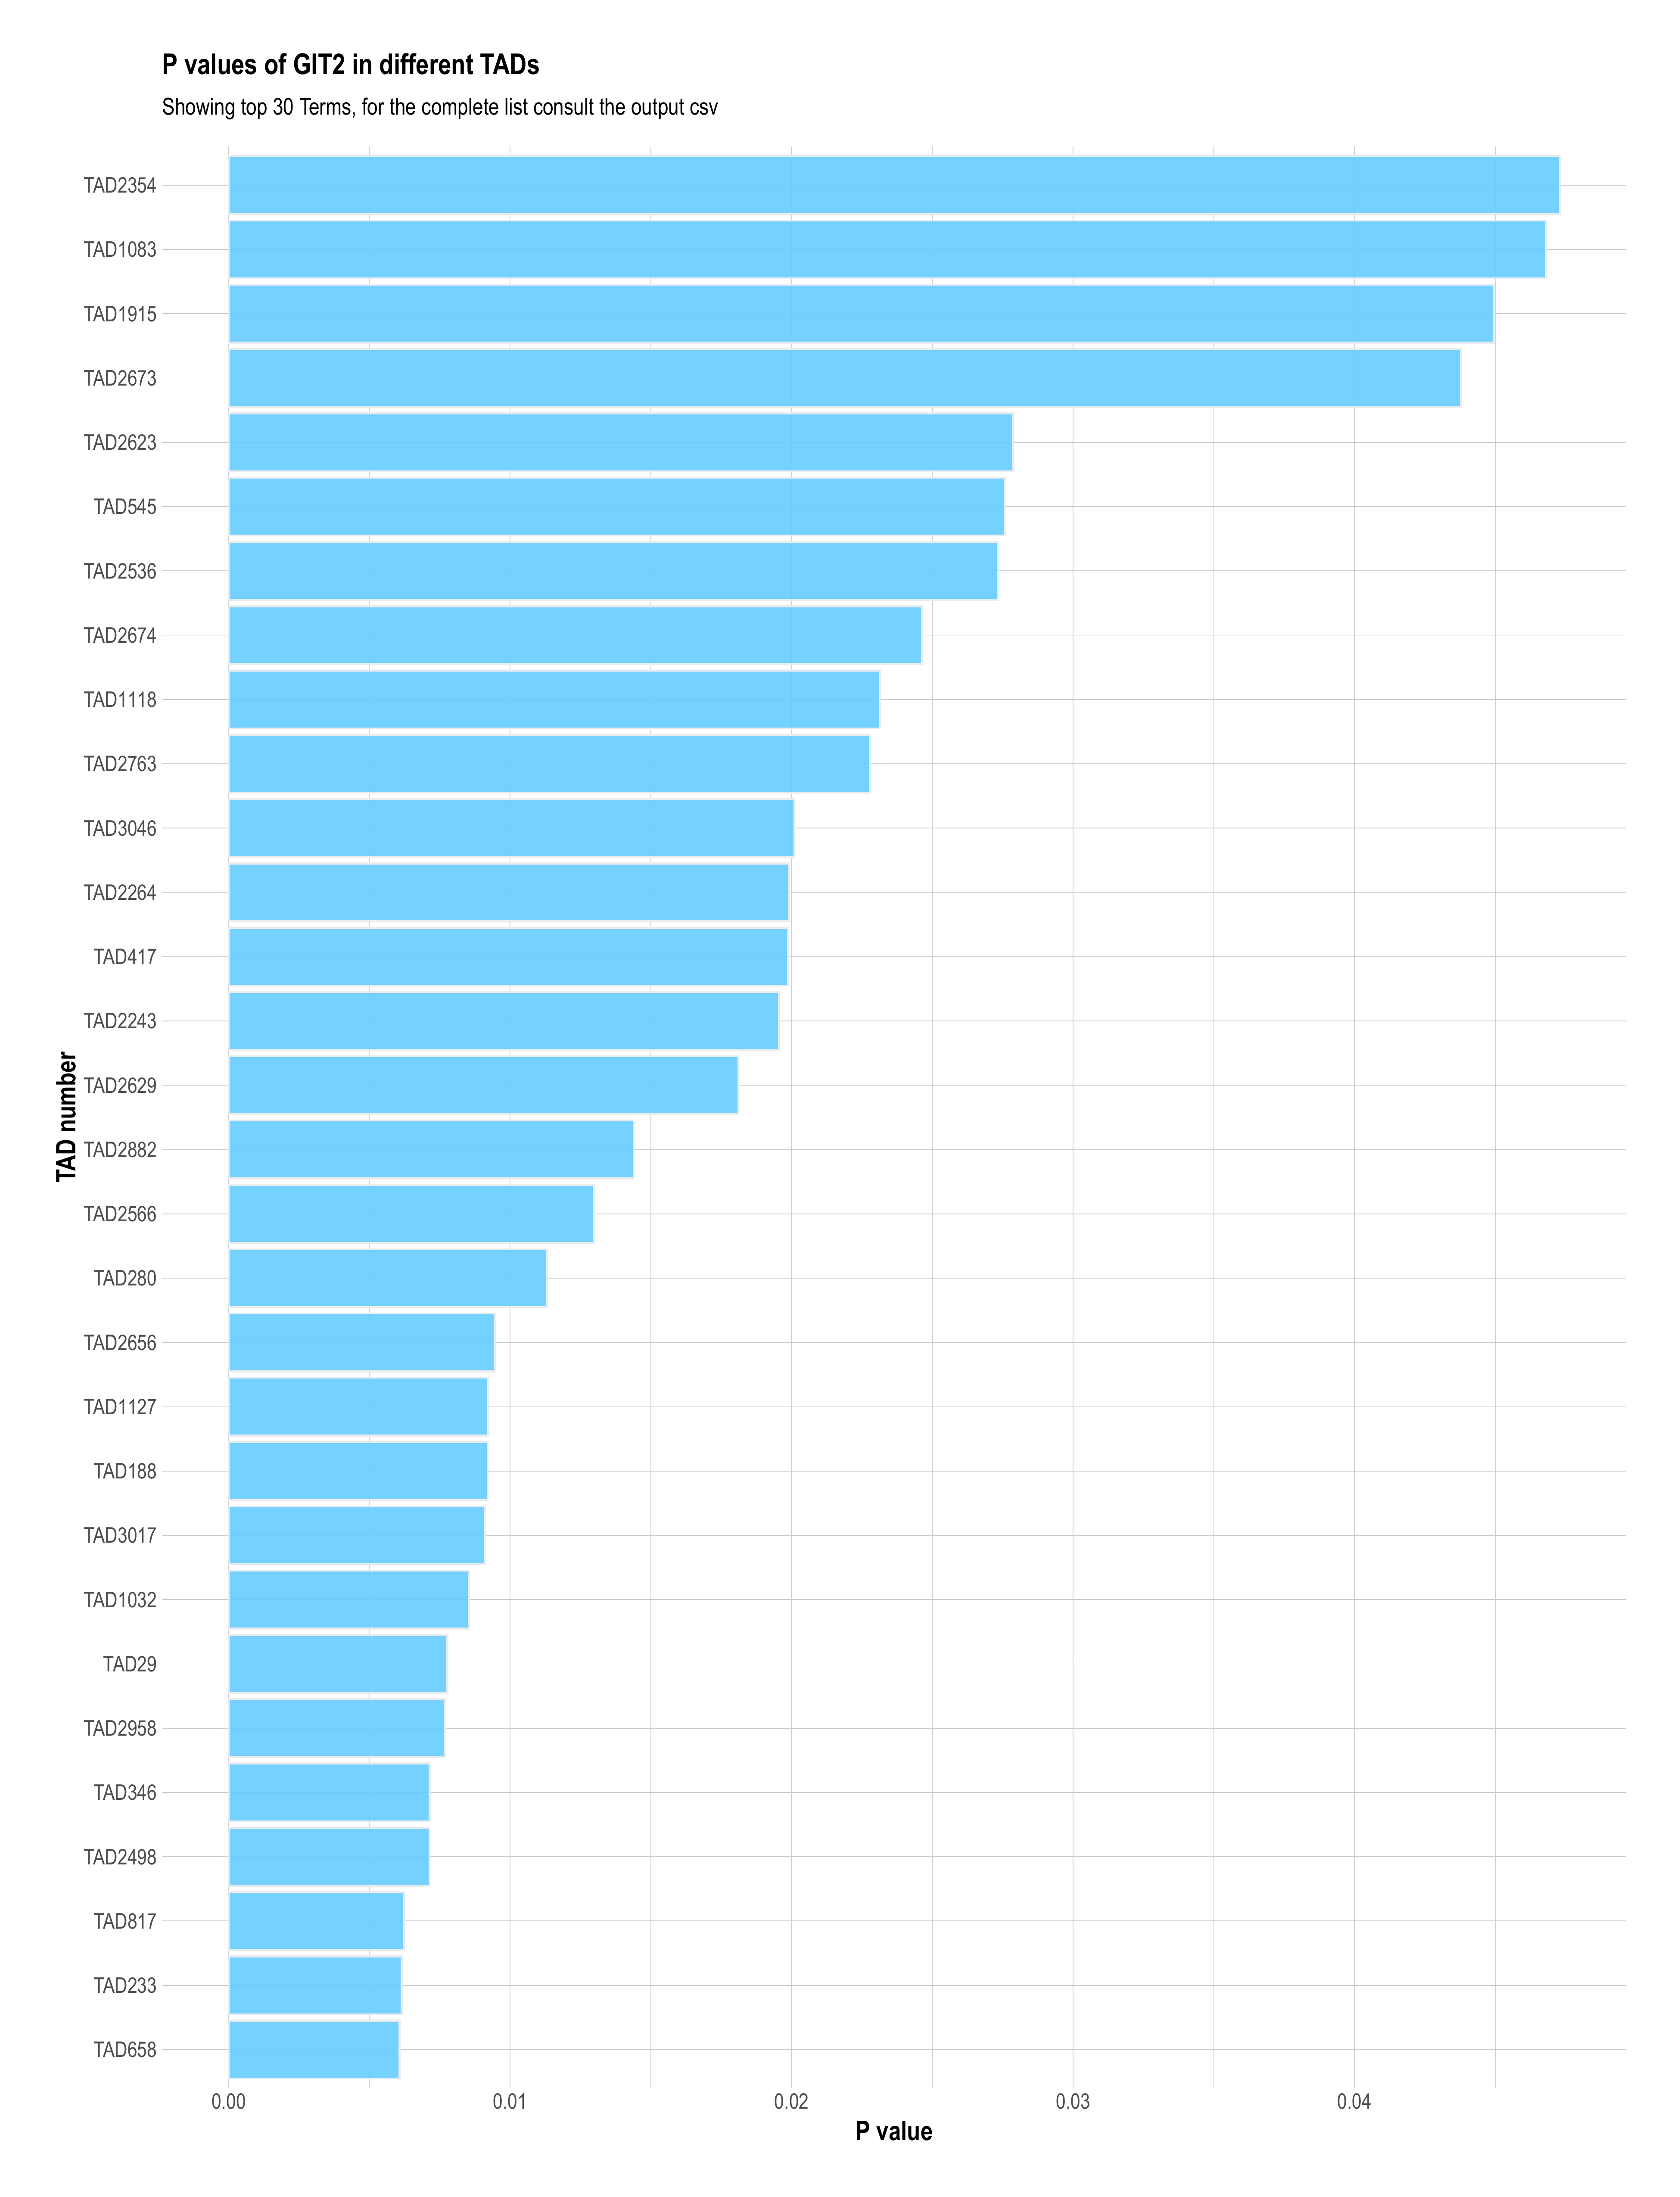 P values of GIT2 in different TADs
Showing top 30 Terms, for the complete list consult the output csv
TAD number
TAD2354
TAD1083
TAD1915
TAD2673
TAD2623
TAD545
TAD2536
TAD2674
TAD1118
TAD2763
TAD3046
TAD2264
TAD417
TAD2243
TAD2629
TAD2882
TAD2566
TAD280
TAD2656
TAD1127
TAD188
TAD3017
TAD1032
TAD29
TAD2958
TAD346
TAD2498
TAD817
TAD233
TAD658
0.00 0.01 0.02 0.03 0.04
P value